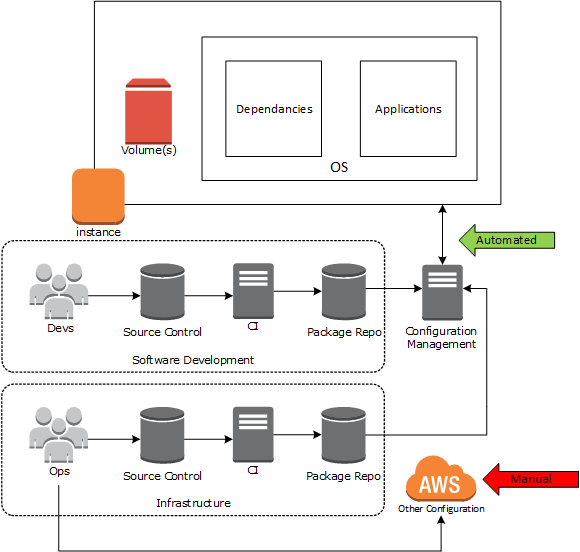 Dependancies
Applications
Volume(s)
OS
instance
Automated
Devs
Source Control
CI
Package Repo
Configuration
Management
Software Development
Ops
Source Control
CI
Package Repo
Infrastructure
AWS
Manual
Other Configuration